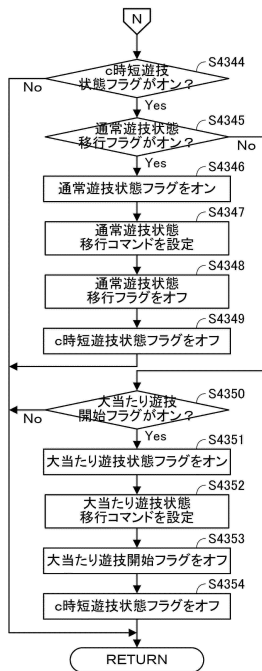 N
S4344
c時短遊技
状態フラグがオン?
No
Yes
S4345
通常遊技状態
移行フラグがオン?
No
Yes
S4346
通常遊技状態フラグをオン
S4347
通常遊技状態
移行コマンドを設定
S4348
通常遊技状態
移行フラグをオフ
S4349
c時短遊技状態フラグをオフ
S4350
大当たり遊技
開始フラグがオン?
No
Yes
S4351
大当たり遊技状態フラグをオン
S4352
大当たり遊技状態
移行コマンドを設定
S4353
大当たり遊技開始フラグをオフ
S4354
c時短遊技状態フラグをオフ
RETURN